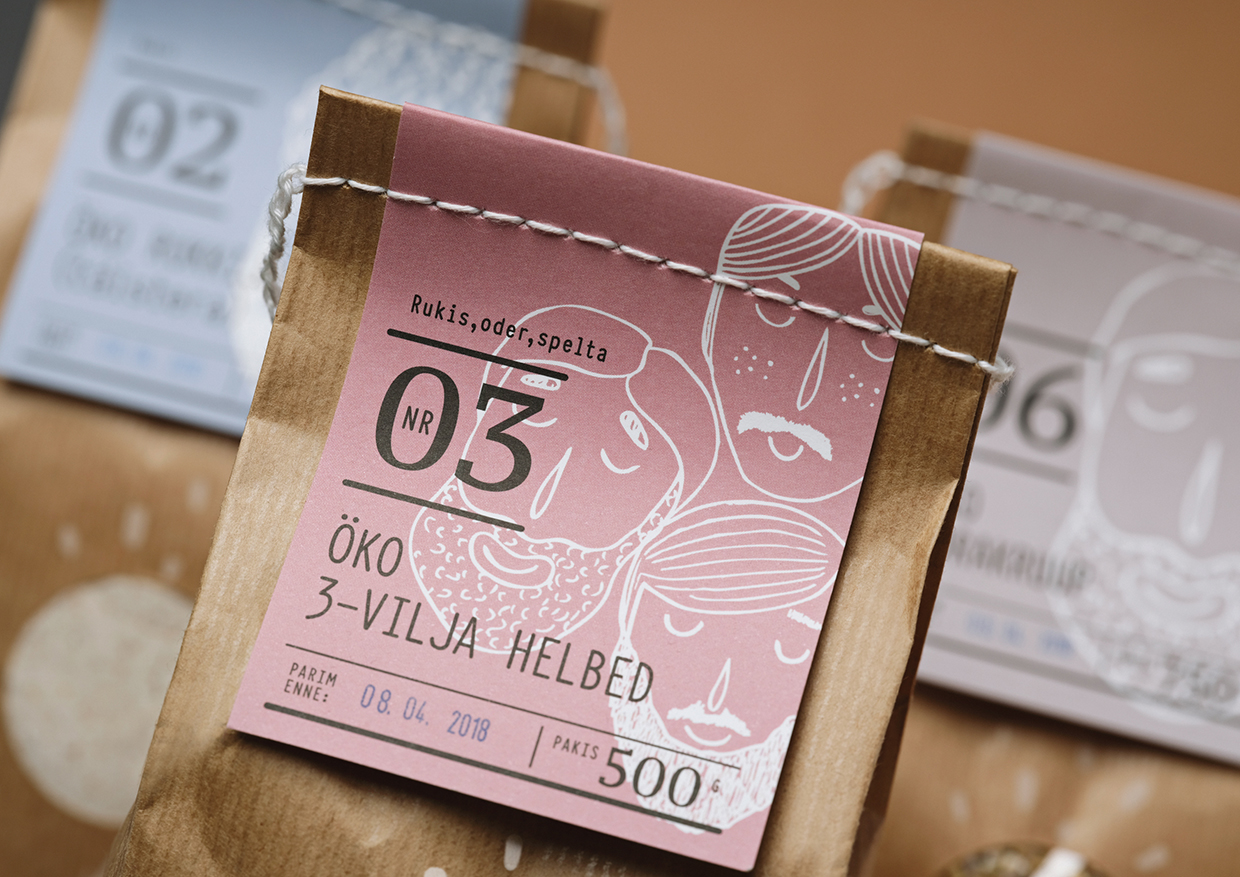 Rukis,oder,spelta
NR 03
ÖKO
3-VILJA HELBED
PARIM
ENNE: 08. 04. 2018
PAKIS 500 G
02
06